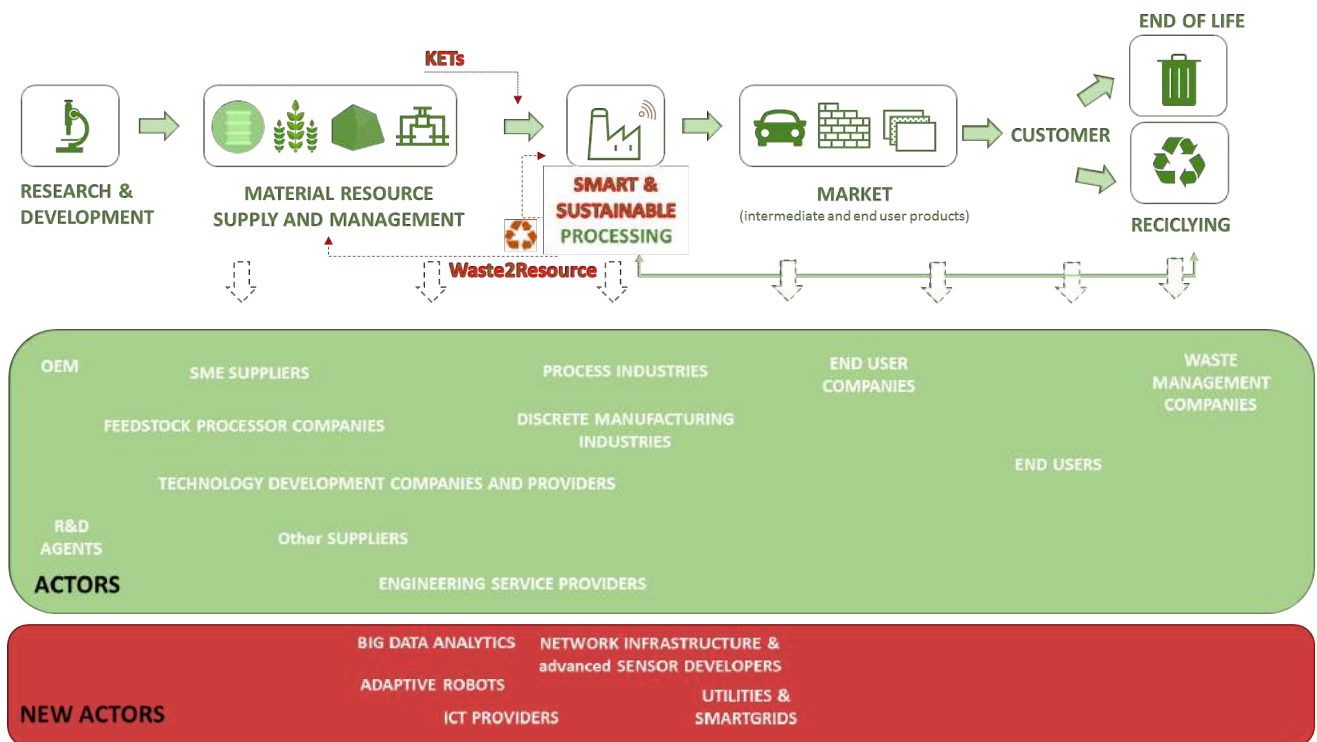 END OF LIFE
KETs
CUSTOMER
RESEARCH &
DEVELOPMENT
MATERIAL RESOURCE
SUPPLY AND MANAGEMENT
SMART &
SUSTAINABLE
PROCESSING
MARKET
(intermediate and end user products)
RECICLYING
Waste2Resource
OEM
SME SUPPLIERS
PROCESS INDUSTRIES
END USER
COMPANIES
WASTE
MANAGEMENT
COMPANIES
FEEDSTOCK PROCESSOR COMPANIES
DISCRETE MANUFACTURING
INDUSTRIES
END USERS
TECHNOLOGY DEVELOPMENT COMPANIES AND PROVIDERS
R&D
AGENTS
Other SUPPLIERS
ACTORS
ENGINEERING SERVICE PROVIDERS
BIG DATA ANALYTICS
NETWORK INFRASTRUCTURE &
advanced SENSOR DEVELOPERS
ADAPTIVE ROBOTS
UTILITIES &
SMARTGRIDS
NEW ACTORS
ICT PROVIDERS